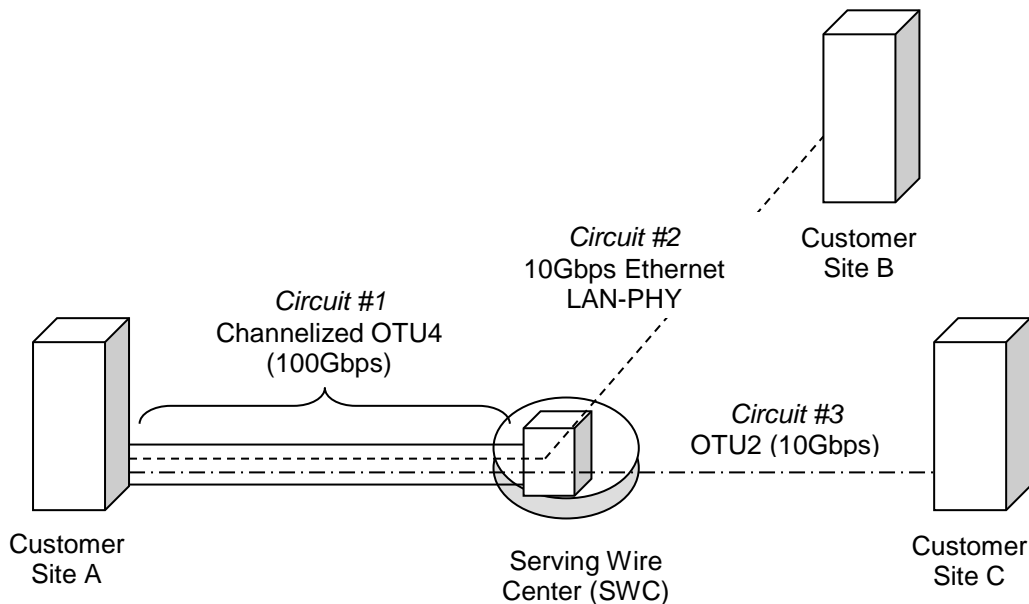 Circuit #2
10Gbps Ethernet
LAN-PHY
Customer
Site B
Circuit #1
Channelized OTU4
(100Gbps)
Circuit #3
OTU2 (10Gbps)
Customer
Site A
Serving Wire
Center (SWC)
Customer
Site C